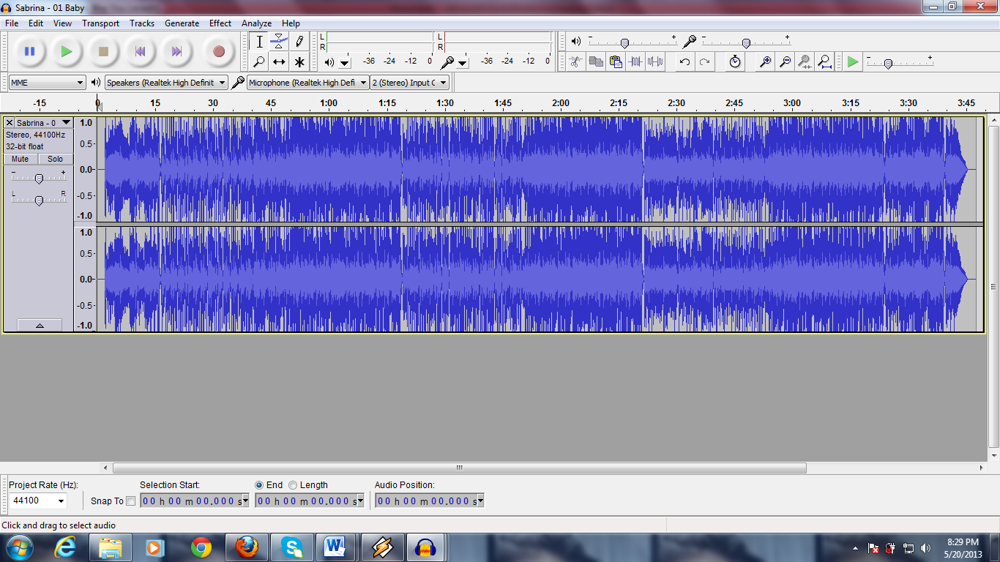 Sabrina - 01 Baby
File Edit View Transport Tracks Generate Effect Analyze Help
L
R
-36 -24 -12 0
L
R
-36 -24 -12 0
MME Speakers (Realtek High Definit Microphone (Realtek High Defi 2 (Stereo) Input C
-15 0 15 30 45 1:00 1:15 1:30 1:45 2:00 2:15 2:30 2:45 3:00 3:15 3:30 3:45
Sabrina - 0
Stereo, 44100Hz
32-bit float
Mute Solo
- +
L R
1.0
0.5-
0.0-
-0.5-
-1.0
1.0
0.5-
0.0-
-0.5-
-1.0
Project Rate (Hz): Selection Start: End Length Audio Position:
44100 Snap To 00 h 00 m 00.000 s 00 h 00 m 00.000 s 00 h 00 m 00.000 s
Click and drag to select audio
8:29 PM
5/20/2013